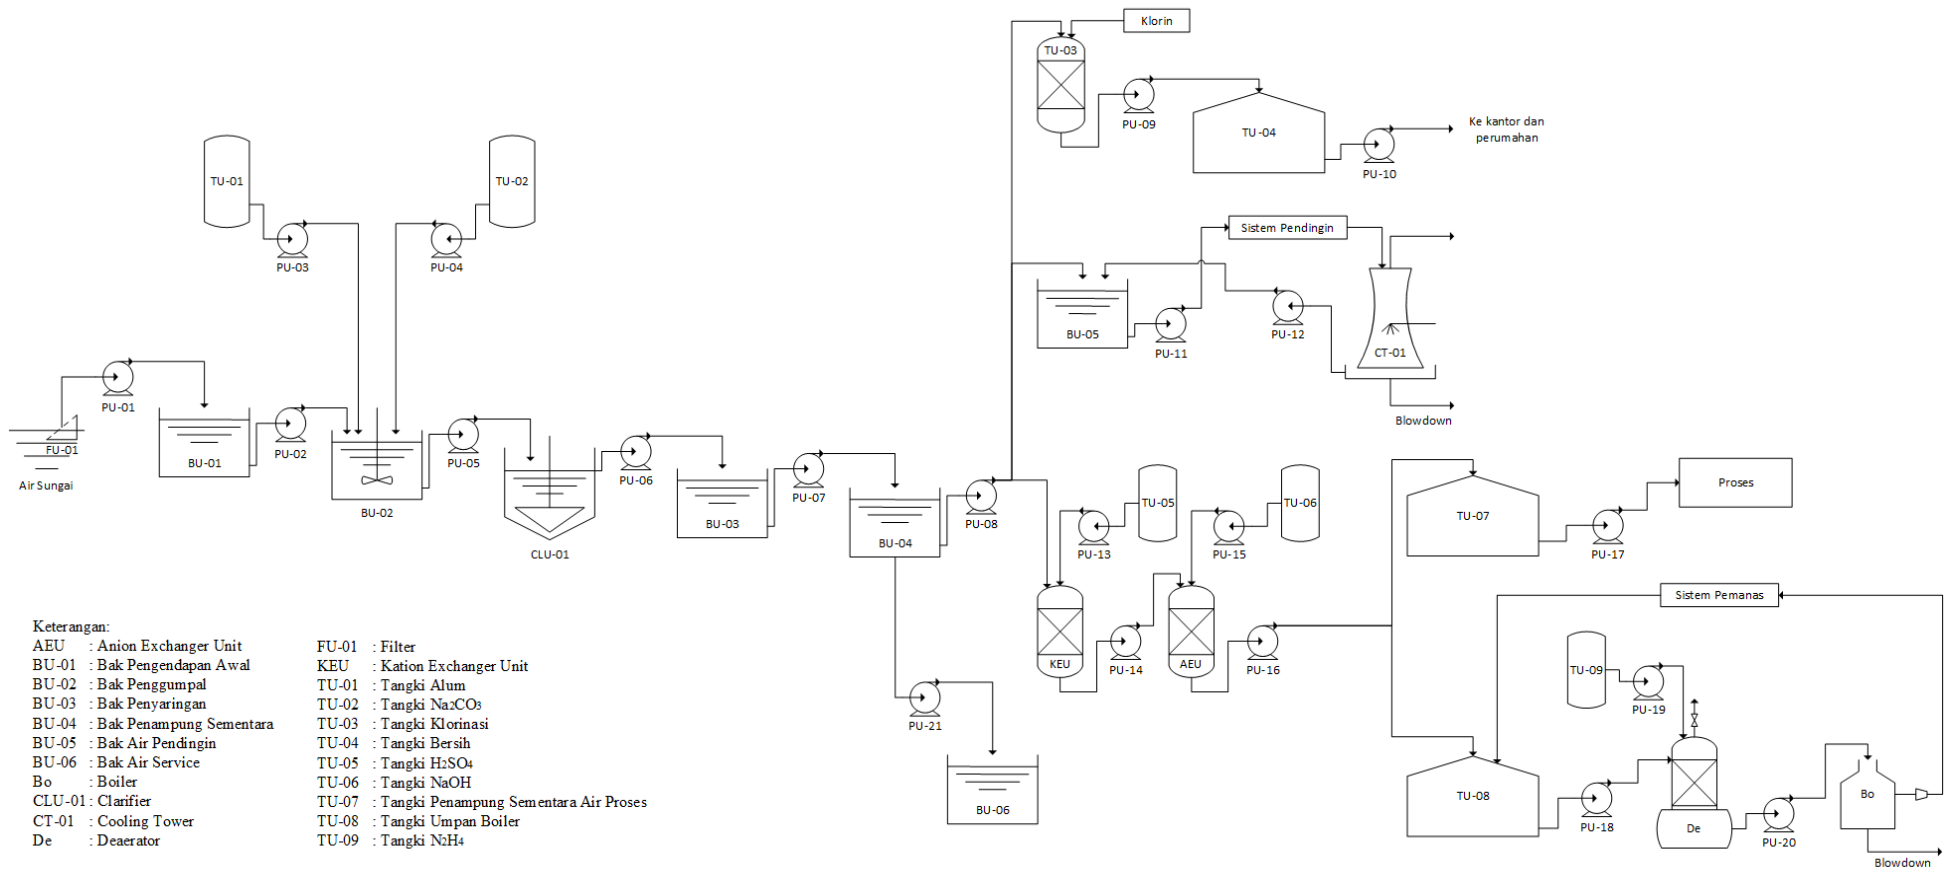 Klorin
TU-03
PU-09
TU-04
Ke kantor dan
perumahan
PU-10
TU-01
TU-02
PU-03
PU-04
Sistem Pendingin
BU-05
PU-11
PU-12
CT-01
Blowdown
PU-01
FU-01
Air Sungai
BU-01
PU-02
BU-02
PU-05
CLU-01
PU-06
BU-03
PU-07
BU-04
PU-08
PU-13
TU-05
PU-15
TU-06
TU-07
PU-17
Proses
KEU
PU-14
AEU
PU-16
Sistem Pemanas
TU-09
PU-19
PU-21
BU-06
TU-08
PU-18
De
PU-20
Bo
Blowdown
Keterangan:
AEU : Anion Exchanger Unit
BU-01 : Bak Pengendapan Awal
BU-02 : Bak Penggumpal
BU-03 : Bak Penyaringan
BU-04 : Bak Penampung Sementara
BU-05 : Bak Air Pendingin
BU-06 : Bak Air Service
Bo : Boiler
CLU-01 : Clarifier
CT-01 : Cooling Tower
De : Deaerator
FU-01 : Filter
KEU : Kation Exchanger Unit
TU-01 : Tangki Alum
TU-02 : Tangki Na₂CO₃
TU-03 : Tangki Klorinasi
TU-04 : Tangki Bersih
TU-05 : Tangki H₂SO₄
TU-06 : Tangki NaOH
TU-07 : Tangki Penampung Sementara Air Proses
TU-08 : Tangki Umpan Boiler
TU-09 : Tangki N₂H₄